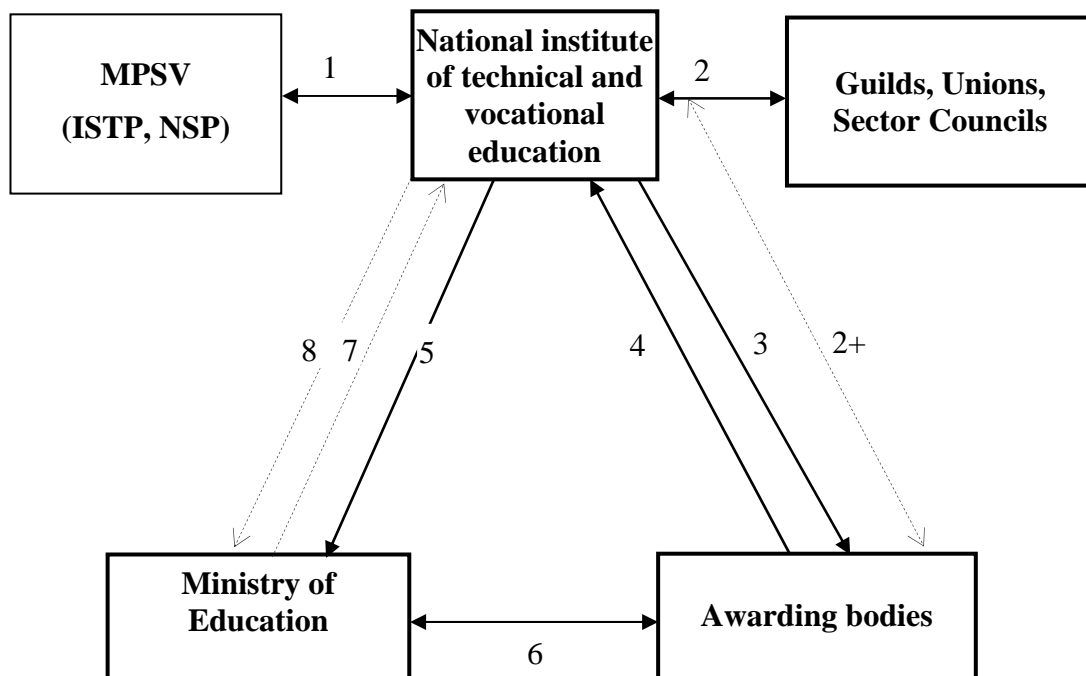 MPSV
(ISTP, NSP)
1
National institute
of technical and
vocational
education
2
Guilds, Unions,
Sector Councils
8
7
5
4
3
2+
Ministry of
Education
6
Awarding bodies